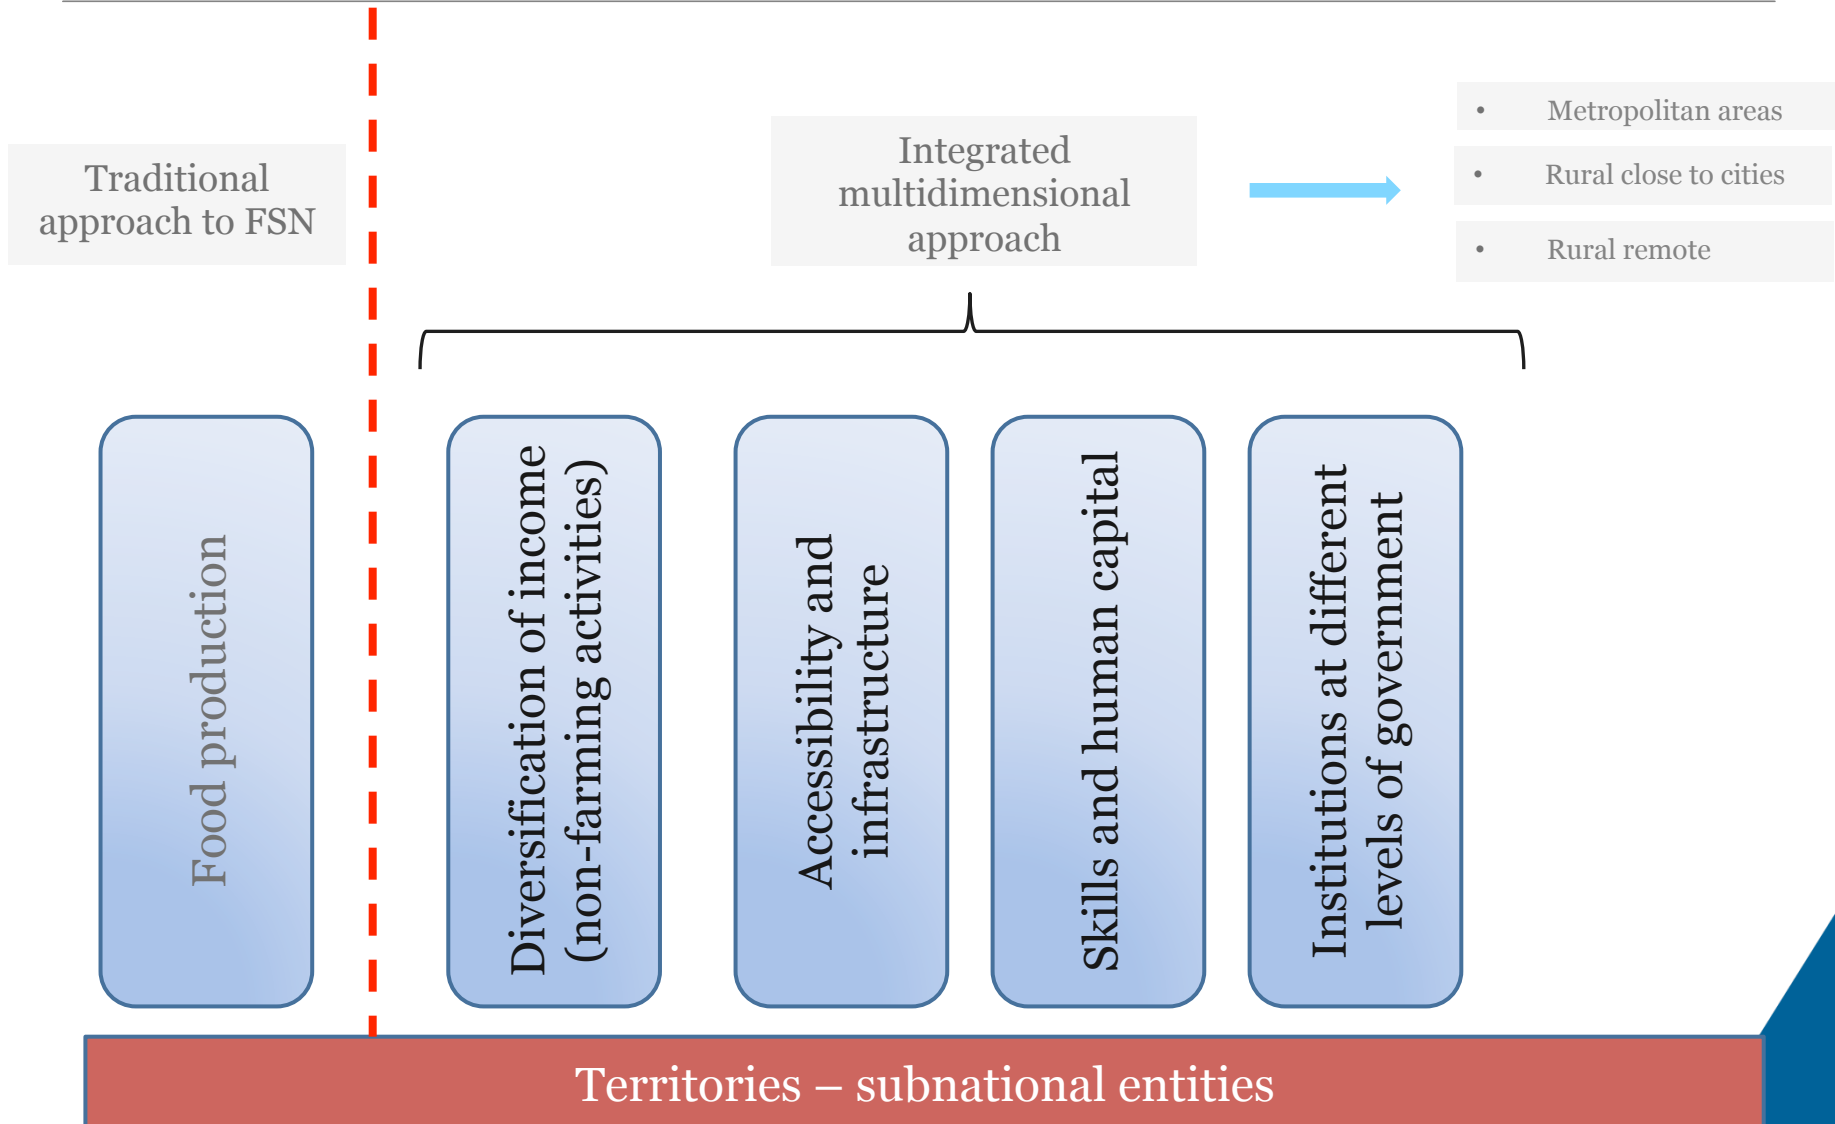 Traditional
approach to FSN
Integrated
multidimensional
approach
• Metropolitan areas
• Rural close to cities
• Rural remote
Food production
Diversification of income
(non-farming activities)
Accessibility and
infrastructure
Skills and human capital
Institutions at different
levels of government
Territories – subnational entities